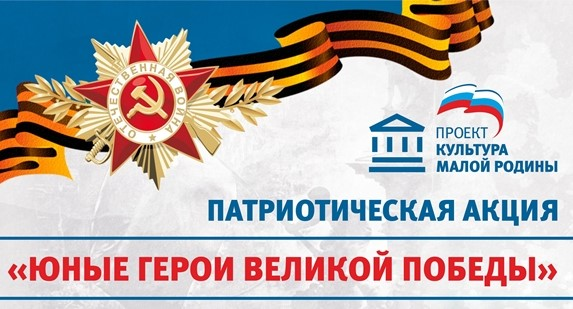 ОТЕЧЕСТВЕННАЯ ВОЙНА
ПРОЕКТ
КУЛЬТУРА
МАЛОЙ РОДИНЫ
ПАТРИОТИЧЕСКАЯ АКЦИЯ
«ЮНЫЕ ГЕРОИ ВЕЛИКОЙ ПОБЕДЫ»